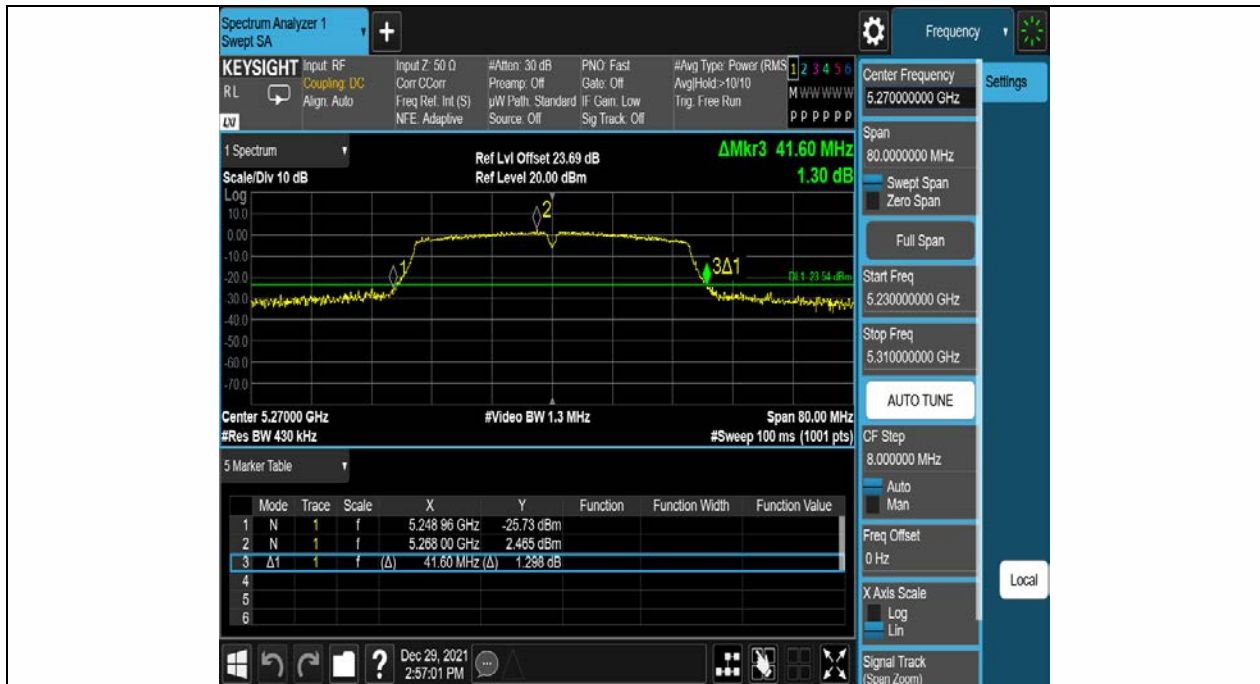 Spectrum Analyzer 1
Swept SA
+
Frequency
KEYSIGHT
RL
LXI
Input: RF
Coupling: DC
Align: Auto
Input Z: 50 Ω
Corr CCorr
Freq Ref: Int (S)
NFE: Adaptive
#Atten: 30 dB
Preamp: Off
µW Path: Standard
Source: Off
PNO: Fast
Gate: Off
IF Gain: Low
Sig Track: Off
#Avg Type: Power (RMS
Avg|Hold:>10/10
Trig: Free Run
1 2 3 4 5 6
M W W W W W
P P P P P P
1 Spectrum
Scale/Div 10 dB
Ref Lvl Offset 23.69 dB
Ref Level 20.00 dBm
ΔMkr3 41.60 MHz
1.30 dB
Log
10.0
0.00
-10.0
-20.0
-30.0
-40.0
-50.0
-60.0
-70.0
1
2
3Δ1
DL1 -23.54 dBm
Center 5.27000 GHz
#Video BW 1.3 MHz
Span 80.00 MHz
#Res BW 430 kHz
#Sweep 100 ms (1001 pts)
5 Marker Table
Mode Trace Scale X Y Function Function Width Function Value
1 N 1 f 5.248 96 GHz -25.73 dBm
2 N 1 f 5.268 00 GHz 2.465 dBm
3 Δ1 1 f (Δ) 41.60 MHz (Δ) 1.298 dB
4
5
6
?
Dec 29, 2021
2:57:01 PM
Center Frequency
5.270000000 GHz
Settings
Span
80.0000000 MHz
Swept Span
Zero Span
Full Span
Start Freq
5.230000000 GHz
Stop Freq
5.310000000 GHz
AUTO TUNE
CF Step
8.000000 MHz
Auto
Man
Freq Offset
0 Hz
X Axis Scale
Log
Lin
Local
Signal Track
(Span Zoom)